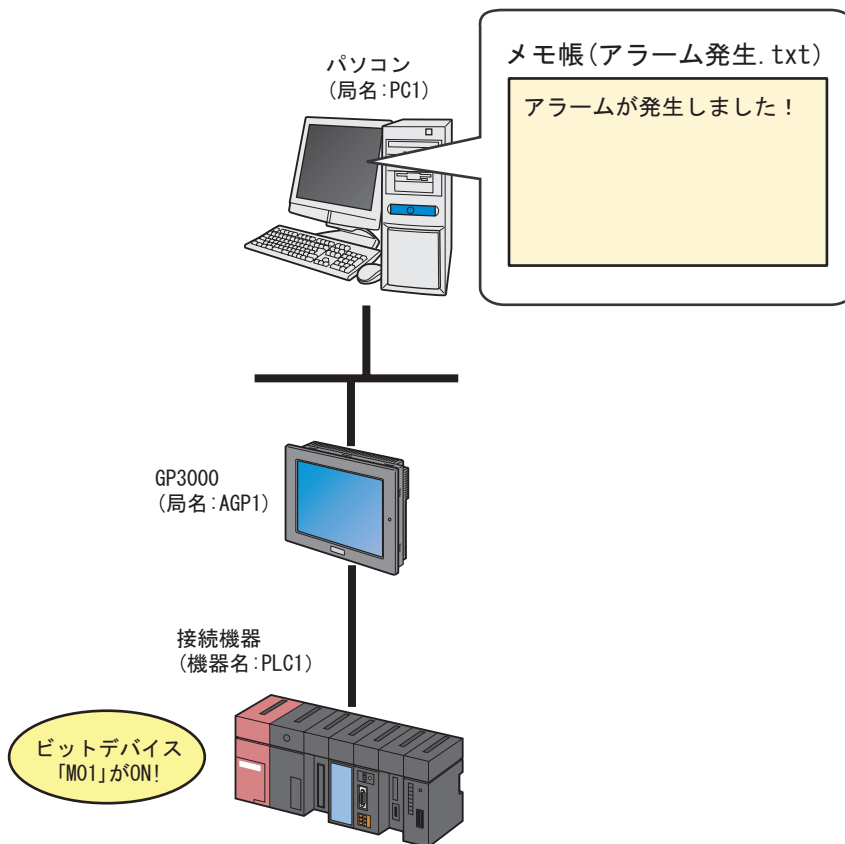 パソコン
(局名:PC1)
メモ帳(アラーム発生.txt)
アラームが発生しました！
GP3000
(局名:AGP1)
接続機器
(機器名:PLC1)
ビットデバイス
「M01」がON!